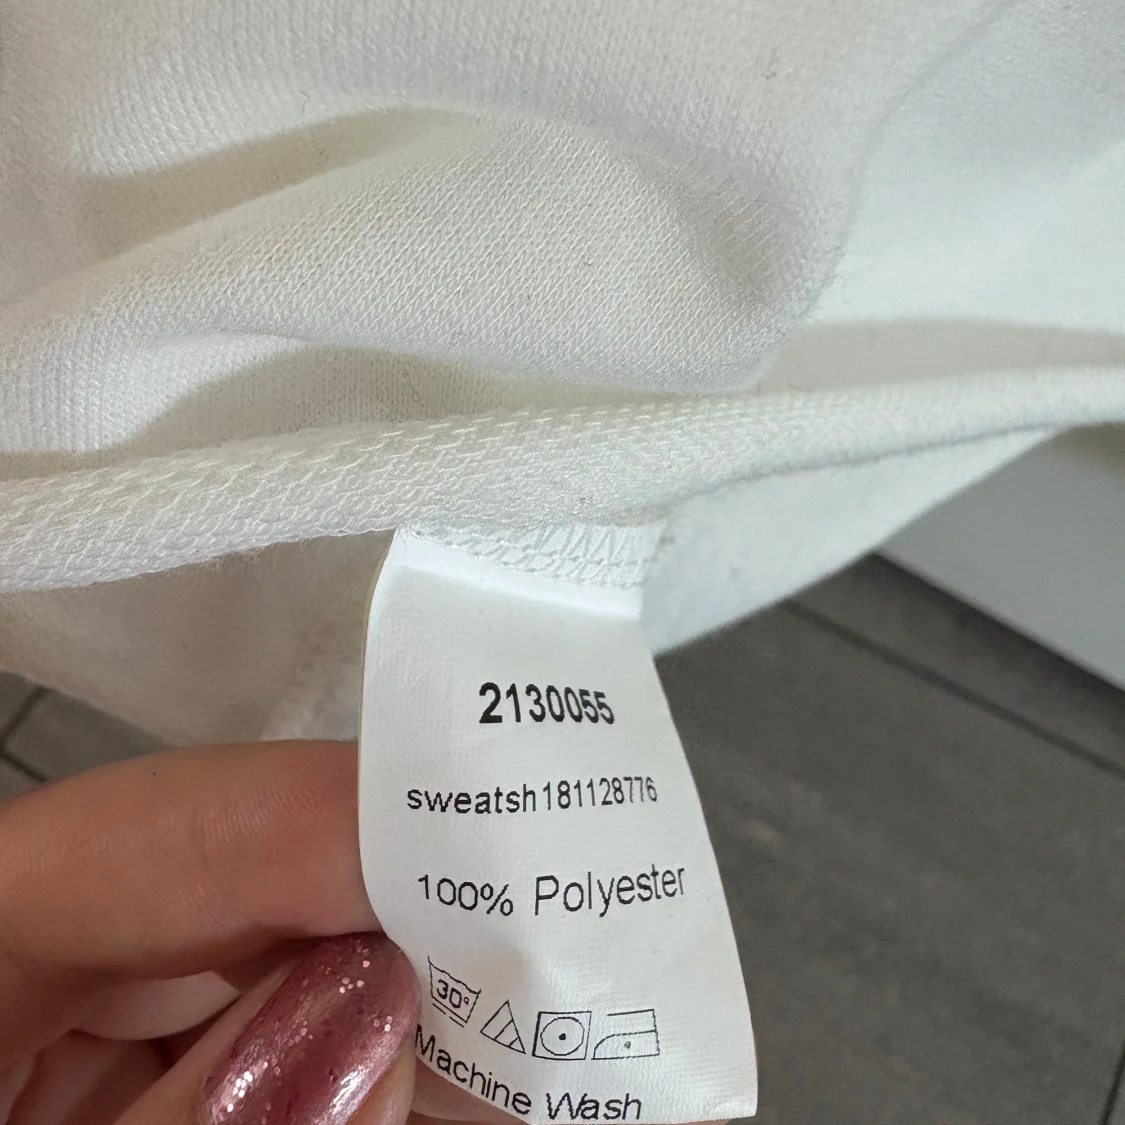 2130055
sweatsh181128776
100% Polyester
30°
Machine Wash